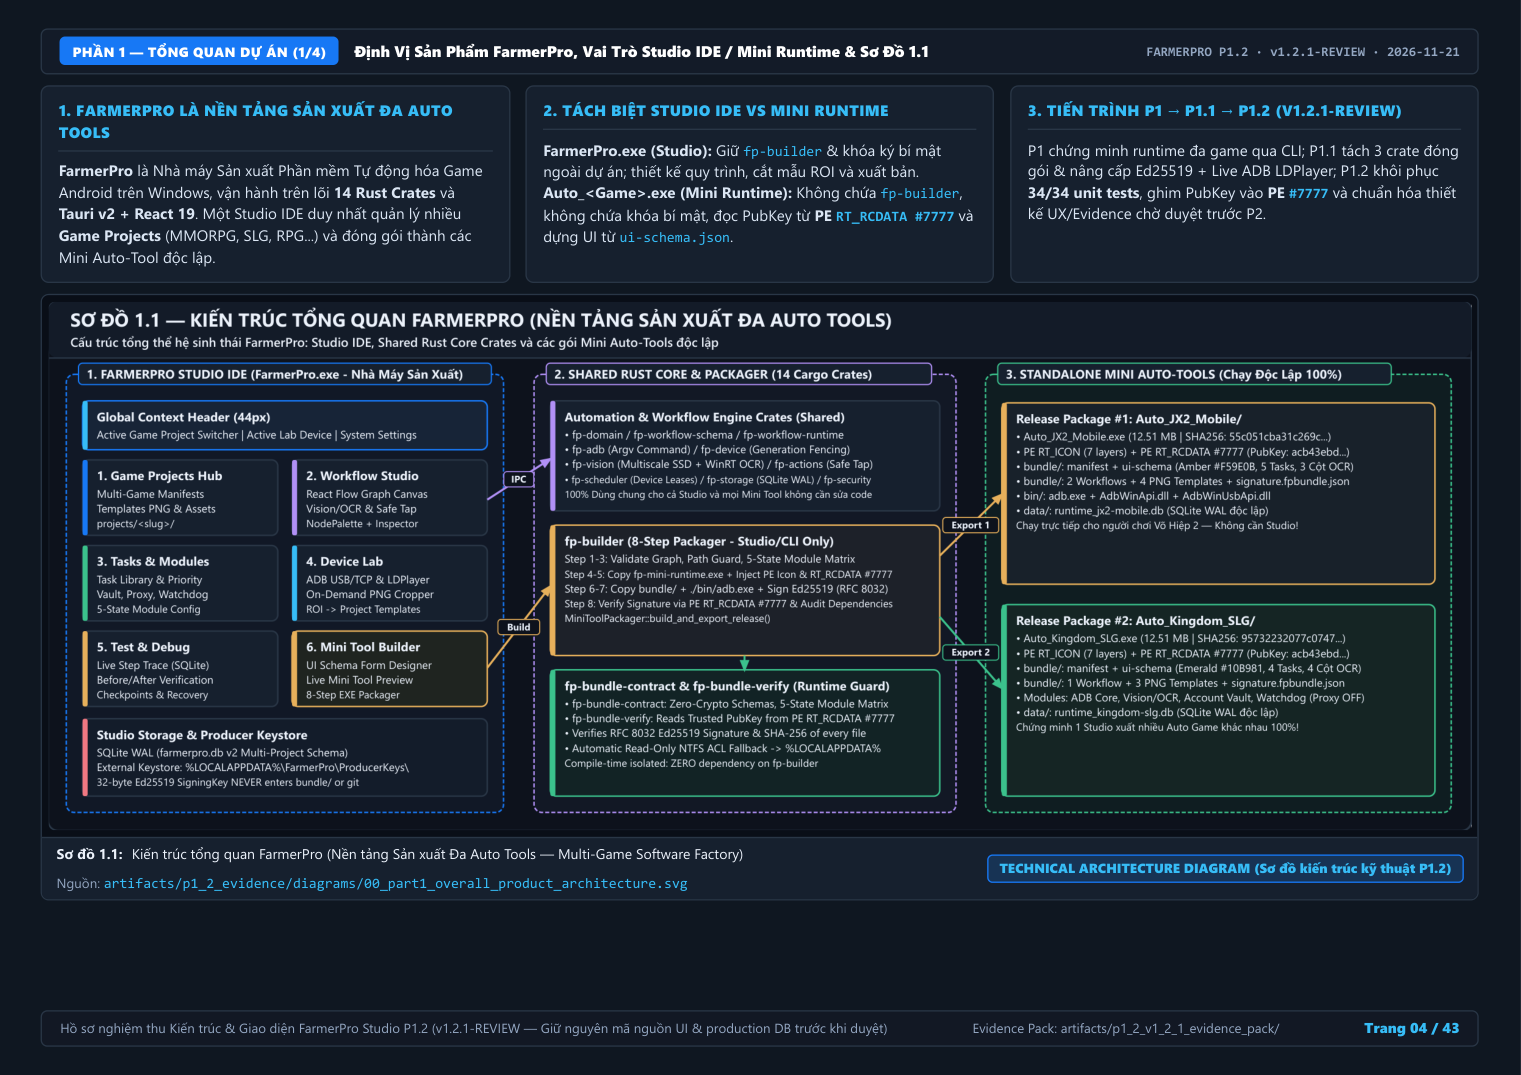 PHẦN 1 — TỔNG QUAN DỰ ÁN (1/4)
Định Vị Sản Phẩm FarmerPro, Vai Trò Studio IDE / Mini Runtime & Sơ Đồ 1.1
FARMERPRO P1.2 · v1.2.1-REVIEW · 2026-11-21
1. FARMERPRO LÀ NỀN TẢNG SẢN XUẤT ĐA AUTO
TOOLS
FarmerPro là Nhà máy Sản xuất Phần mềm Tự động hóa Game
Android trên Windows, vận hành trên lõi 14 Rust Crates và
Tauri v2 + React 19. Một Studio IDE duy nhất quản lý nhiều
Game Projects (MMORPG, SLG, RPG...) và đóng gói thành các
Mini Auto-Tool độc lập.
2. TÁCH BIỆT STUDIO IDE VS MINI RUNTIME
FarmerPro.exe (Studio): Giữ fp-builder & khóa ký bí mật
ngoài dự án; thiết kế quy trình, cắt mẫu ROI và xuất bản.
Auto_<Game>.exe (Mini Runtime): Không chứa fp-builder,
không chứa khóa bí mật, đọc PubKey từ PE RT_RCDATA #7777 và
dựng UI từ ui-schema.json.
3. TIẾN TRÌNH P1 → P1.1 → P1.2 (V1.2.1-REVIEW)
P1 chứng minh runtime đa game qua CLI; P1.1 tách 3 crate đóng
gói & nâng cấp Ed25519 + Live ADB LDPlayer; P1.2 khôi phục
34/34 unit tests, ghim PubKey vào PE #7777 và chuẩn hóa thiết
kế UX/Evidence chờ duyệt trước P2.
SƠ ĐỒ 1.1 — KIẾN TRÚC TỔNG QUAN FARMERPRO (NỀN TẢNG SẢN XUẤT ĐA AUTO TOOLS)
Cấu trúc tổng thể hệ sinh thái FarmerPro: Studio IDE, Shared Rust Core Crates và các gói Mini Auto-Tools độc lập
1. FARMERPRO STUDIO IDE (FarmerPro.exe - Nhà Máy Sản Xuất)
Global Context Header (44px)
Active Game Project Switcher | Active Lab Device | System Settings
1. Game Projects Hub
Multi-Game Manifests
Templates PNG & Assets
projects/<slug>/
2. Workflow Studio
React Flow Graph Canvas
Vision/OCR & Safe Tap
NodePalette + Inspector
3. Tasks & Modules
Task Library & Priority
Vault, Proxy, Watchdog
5-State Module Config
4. Device Lab
ADB USB/TCP & LDPlayer
On-Demand PNG Cropper
ROI -> Project Templates
5. Test & Debug
Live Step Trace (SQLite)
Before/After Verification
Checkpoints & Recovery
6. Mini Tool Builder
UI Schema Form Designer
Live Mini Tool Preview
8-Step EXE Packager
Studio Storage & Producer Keystore
SQLite WAL (farmerpro.db v2 Multi-Project Schema)
External Keystore: %LOCALAPPDATA%\FarmerPro\ProducerKeys\
32-byte Ed25519 SigningKey NEVER enters bundle/ or git
IPC
Build
2. SHARED RUST CORE & PACKAGER (14 Cargo Crates)
Automation & Workflow Engine Crates (Shared)
• fp-domain / fp-workflow-schema / fp-workflow-runtime
• fp-adb (Argv Command) / fp-device (Generation Fencing)
• fp-vision (Multiscale SSD + WinRT OCR) / fp-actions (Safe Tap)
• fp-scheduler (Device Leases) / fp-storage (SQLite WAL) / fp-security
100% Dùng chung cho cả Studio và mọi Mini Tool không cần sửa code
fp-builder (8-Step Packager - Studio/CLI Only)
Step 1-3: Validate Graph, Path Guard, 5-State Module Matrix
Step 4-5: Copy fp-mini-runtime.exe + Inject PE Icon & RT_RCDATA #7777
Step 6-7: Copy bundle/ + ./bin/adb.exe + Sign Ed25519 (RFC 8032)
Step 8: Verify Signature via PE RT_RCDATA #7777 & Audit Dependencies
MiniToolPackager::build_and_export_release()
fp-bundle-contract & fp-bundle-verify (Runtime Guard)
• fp-bundle-contract: Zero-Crypto Schemas, 5-State Module Matrix
• fp-bundle-verify: Reads Trusted PubKey from PE RT_RCDATA #7777
• Verifies RFC 8032 Ed25519 Signature & SHA-256 of every file
• Automatic Read-Only NTFS ACL Fallback -> %LOCALAPPDATA%
Compile-time isolated: ZERO dependency on fp-builder
Export 1
Export 2
3. STANDALONE MINI AUTO-TOOLS (Chạy Độc Lập 100%)
Release Package #1: Auto_JX2_Mobile/
• Auto_JX2_Mobile.exe (12.51 MB | SHA256: 55c051cba31c269c...)
• PE RT_ICON (7 layers) + PE RT_RCDATA #7777 (PubKey: acb43ebd...)
• bundle/: manifest + ui-schema (Amber #F59E0B, 5 Tasks, 3 Cột OCR)
• bundle/: 2 Workflows + 4 PNG Templates + signature.fpbundle.json
• bin/: adb.exe + AdbWinApi.dll + AdbWinUsbApi.dll
• data/: runtime_jx2-mobile.db (SQLite WAL độc lập)
Chạy trực tiếp cho người chơi Võ Hiệp 2 — Không cần Studio!
Release Package #2: Auto_Kingdom_SLG/
• Auto_Kingdom_SLG.exe (12.51 MB | SHA256: 95732232077c0747...)
• PE RT_ICON (7 layers) + PE RT_RCDATA #7777 (PubKey: acb43ebd...)
• bundle/: manifest + ui-schema (Emerald #10B981, 4 Tasks, 4 Cột OCR)
• bundle/: 1 Workflow + 3 PNG Templates + signature.fpbundle.json
• Modules: ADB Core, Vision/OCR, Account Vault, Watchdog (Proxy OFF)
• data/: runtime_kingdom-slg.db (SQLite WAL độc lập)
Chứng minh 1 Studio xuất nhiều Auto Game khác nhau 100%!
Sơ đồ 1.1: Kiến trúc tổng quan FarmerPro (Nền tảng Sản xuất Đa Auto Tools — Multi-Game Software Factory)
Nguồn: artifacts/p1_2_evidence/diagrams/00_part1_overall_product_architecture.svg
TECHNICAL ARCHITECTURE DIAGRAM (Sơ đồ kiến trúc kỹ thuật P1.2)
Hồ sơ nghiệm thu Kiến trúc & Giao diện FarmerPro Studio P1.2 (v1.2.1-REVIEW — Giữ nguyên mã nguồn UI & production DB trước khi duyệt)
Evidence Pack: artifacts/p1_2_v1_2_1_evidence_pack/
Trang 04 / 43